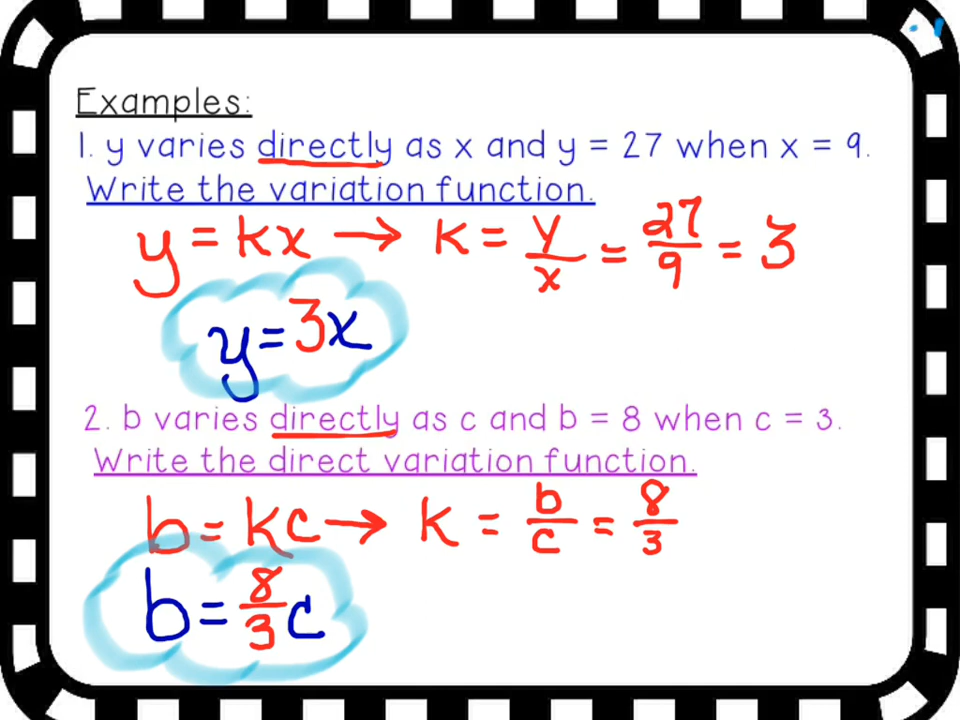 Examples:
1. y varies directly as x and y = 27 when x = 9.
Write the variation function.
y = kx → k = y/x = 27/9 = 3
y = 3x
2. b varies directly as c and b = 8 when c = 3.
Write the direct variation function.
b = kc → k = b/c = 8/3
b = 8/3 c